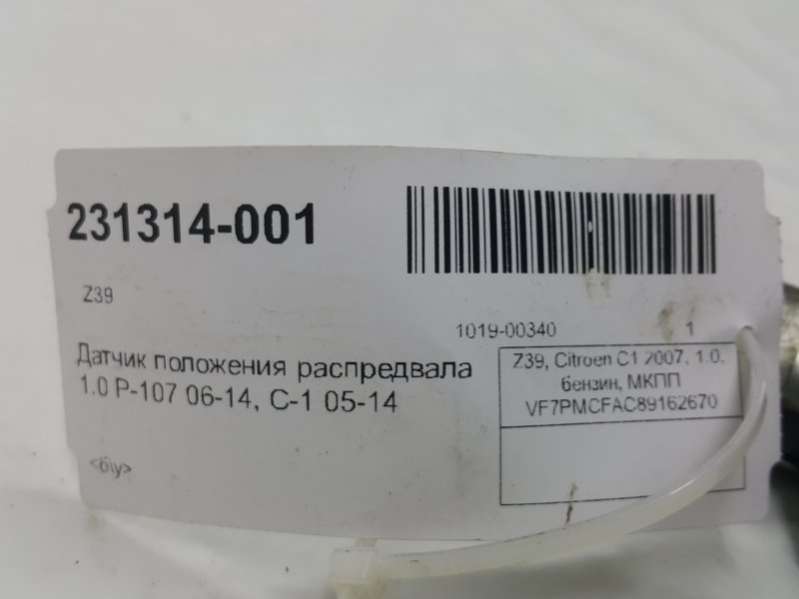 231314-001
Z39
1019-00340 1
Датчик положения распредвала
1.0 P-107 06-14, C-1 05-14
<б\у>
Z39, Citroen C1 2007, 1.0,
бензин, МКПП
VF7PMCFAC89162670